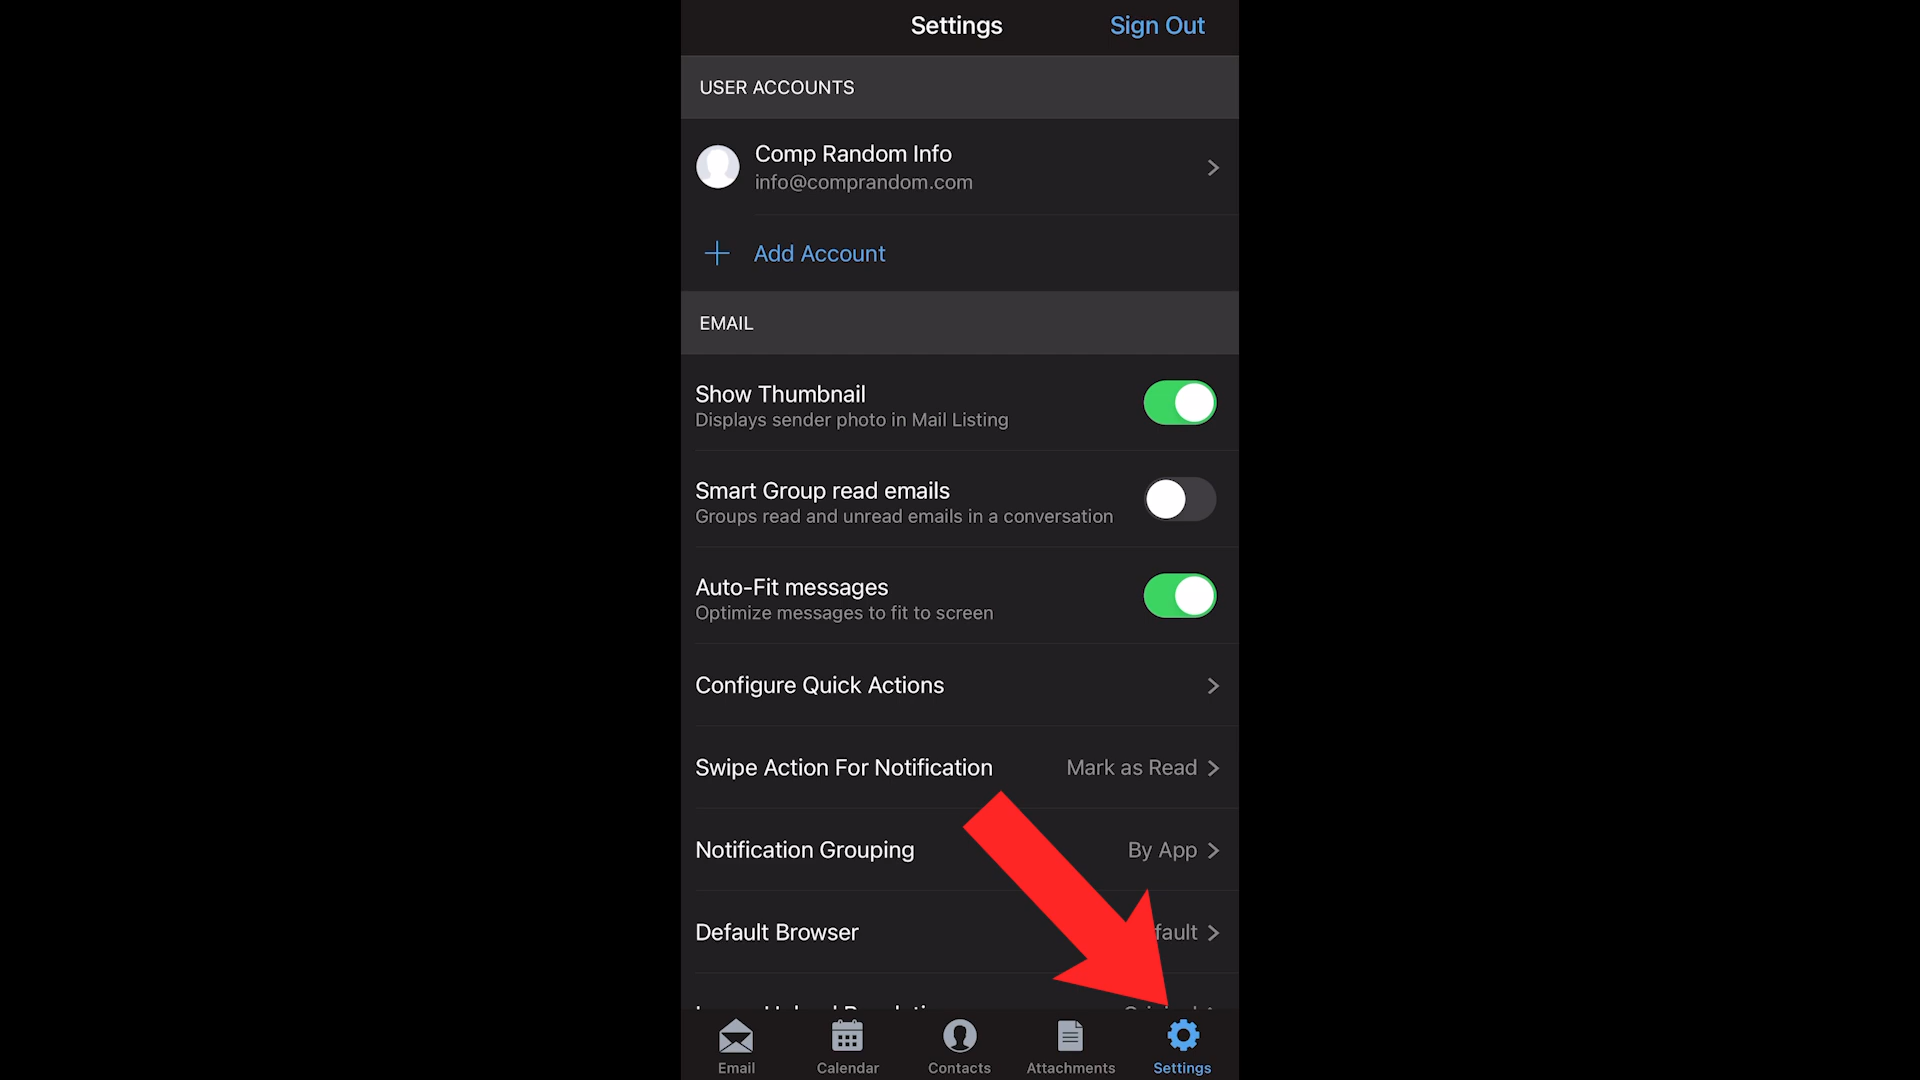 Settings
Sign Out
USER ACCOUNTS
Comp Random Info
info@comprandom.com
Add Account
EMAIL
Show Thumbnail
Displays sender photo in Mail Listing
Smart Group read emails
Groups read and unread emails in a conversation
Auto-Fit messages
Optimize messages to fit to screen
Configure Quick Actions
Swipe Action For Notification
Mark as Read
Notification Grouping
By App
Default Browser
fault
Email
Calendar
Contacts
Attachments
Settings